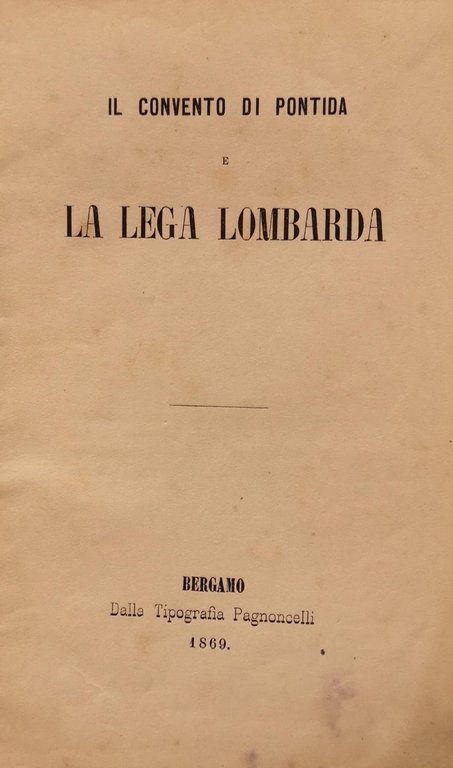 IL CONVENTO DI PONTIDA
E
LA LEGA LOMBARDA
BERGAMO
Dalla Tipografia Pagnoncelli
1869.